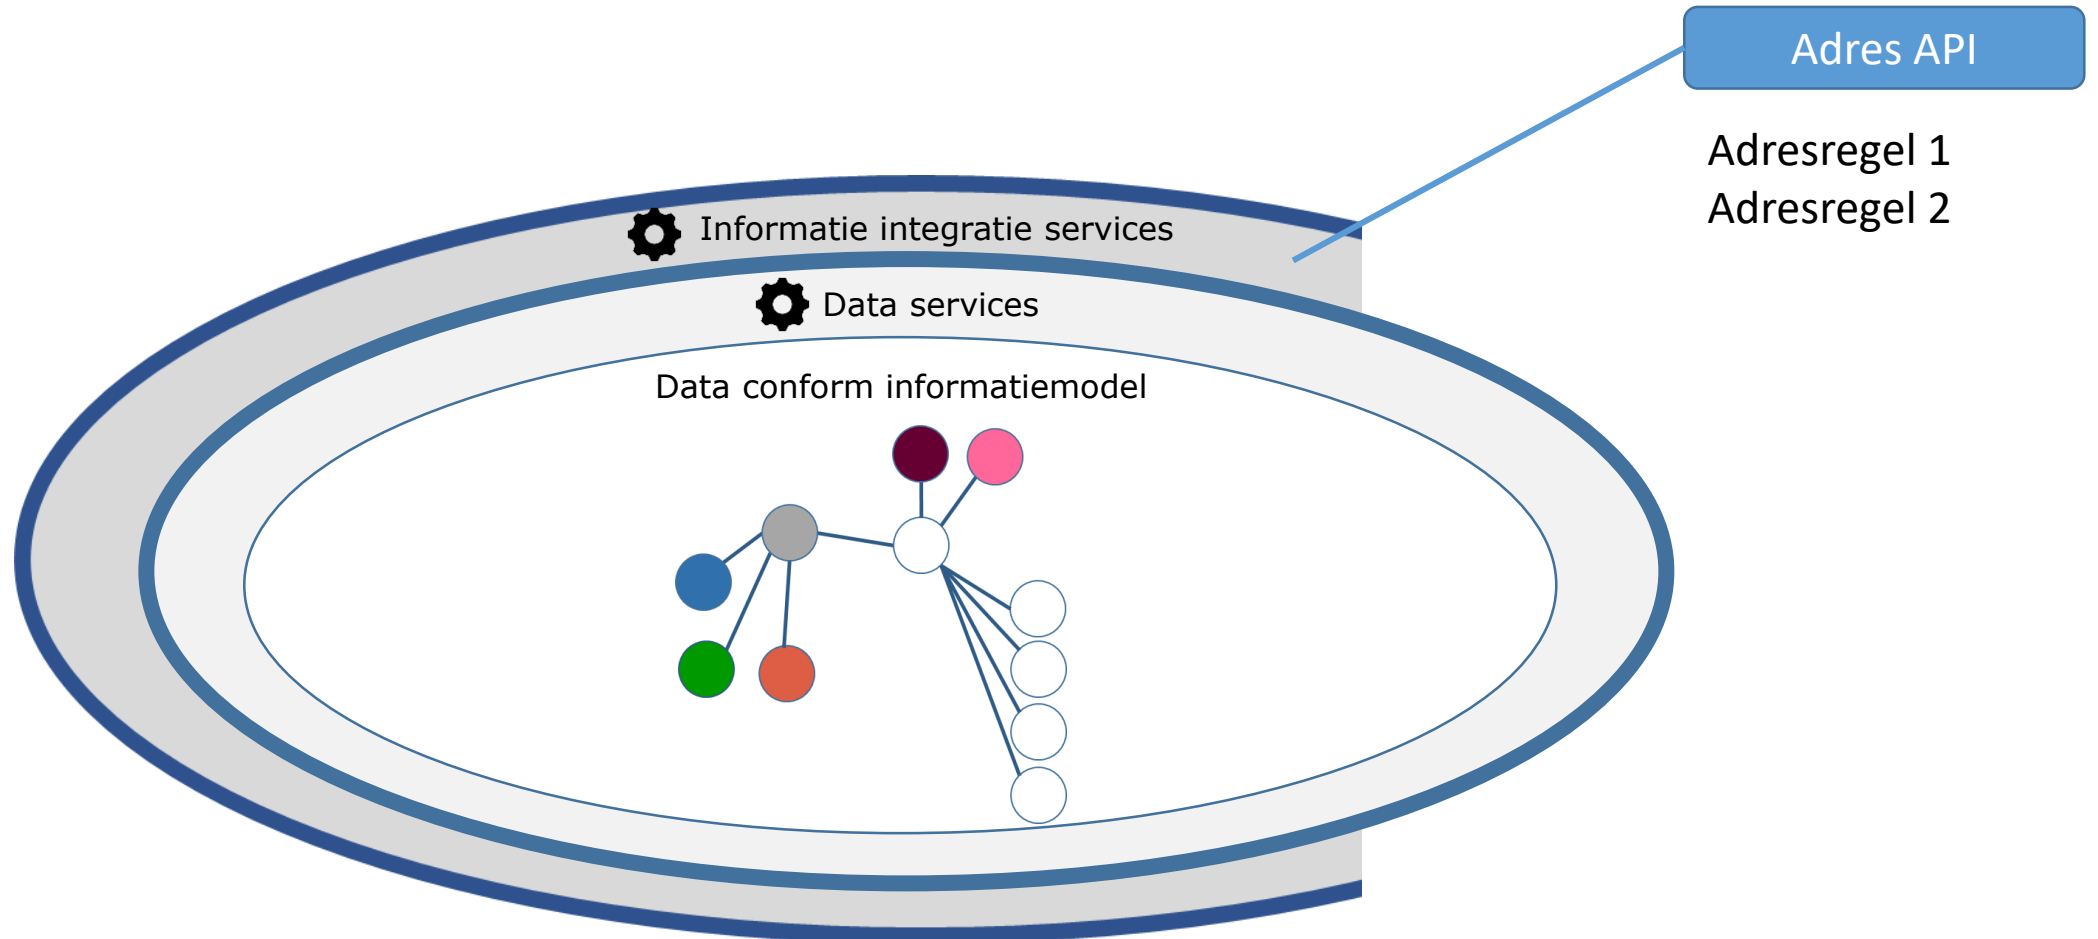 Adres API
Adresregel 1
Adresregel 2
Informatie integratie services
Data services
Data conform informatiemodel